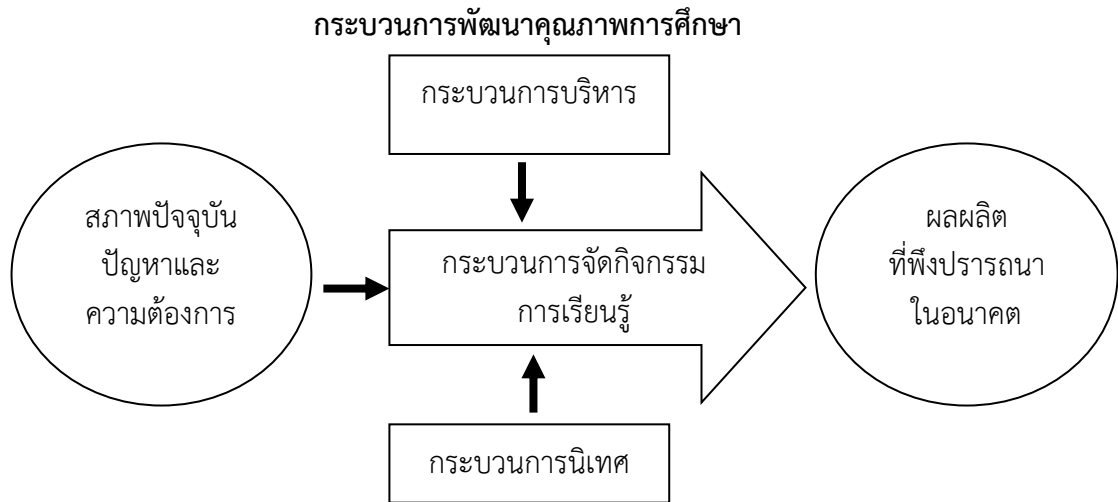 กระบวนการพัฒนาคุณภาพการศึกษา
กระบวนการบริหาร
สภาพปัจจุบัน
ปัญหาและ
ความต้องการ
กระบวนการจัดกิจกรรม
การเรียนรู้
ผลผลิต
ที่พึงปรารถนา
ในอนาคต
กระบวนการนิเทศ